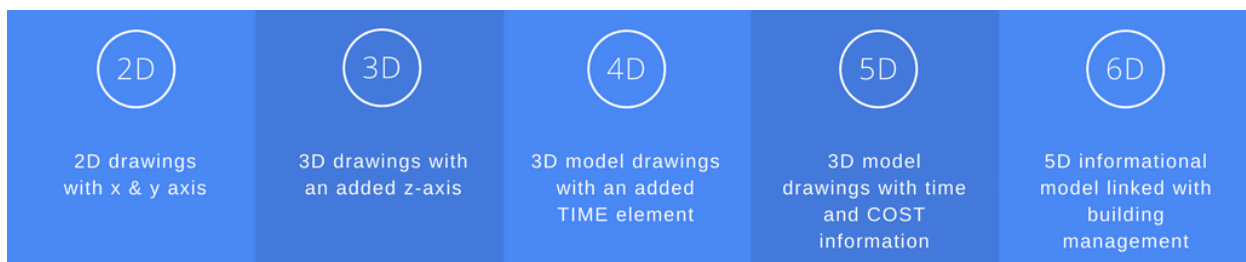 2D
2D drawings
with x & y axis
3D
3D drawings with
an added z-axis
4D
3D model drawings
with an added
TIME element
5D
3D model
drawings with time
and COST
information
6D
5D informational
model linked with
building
management